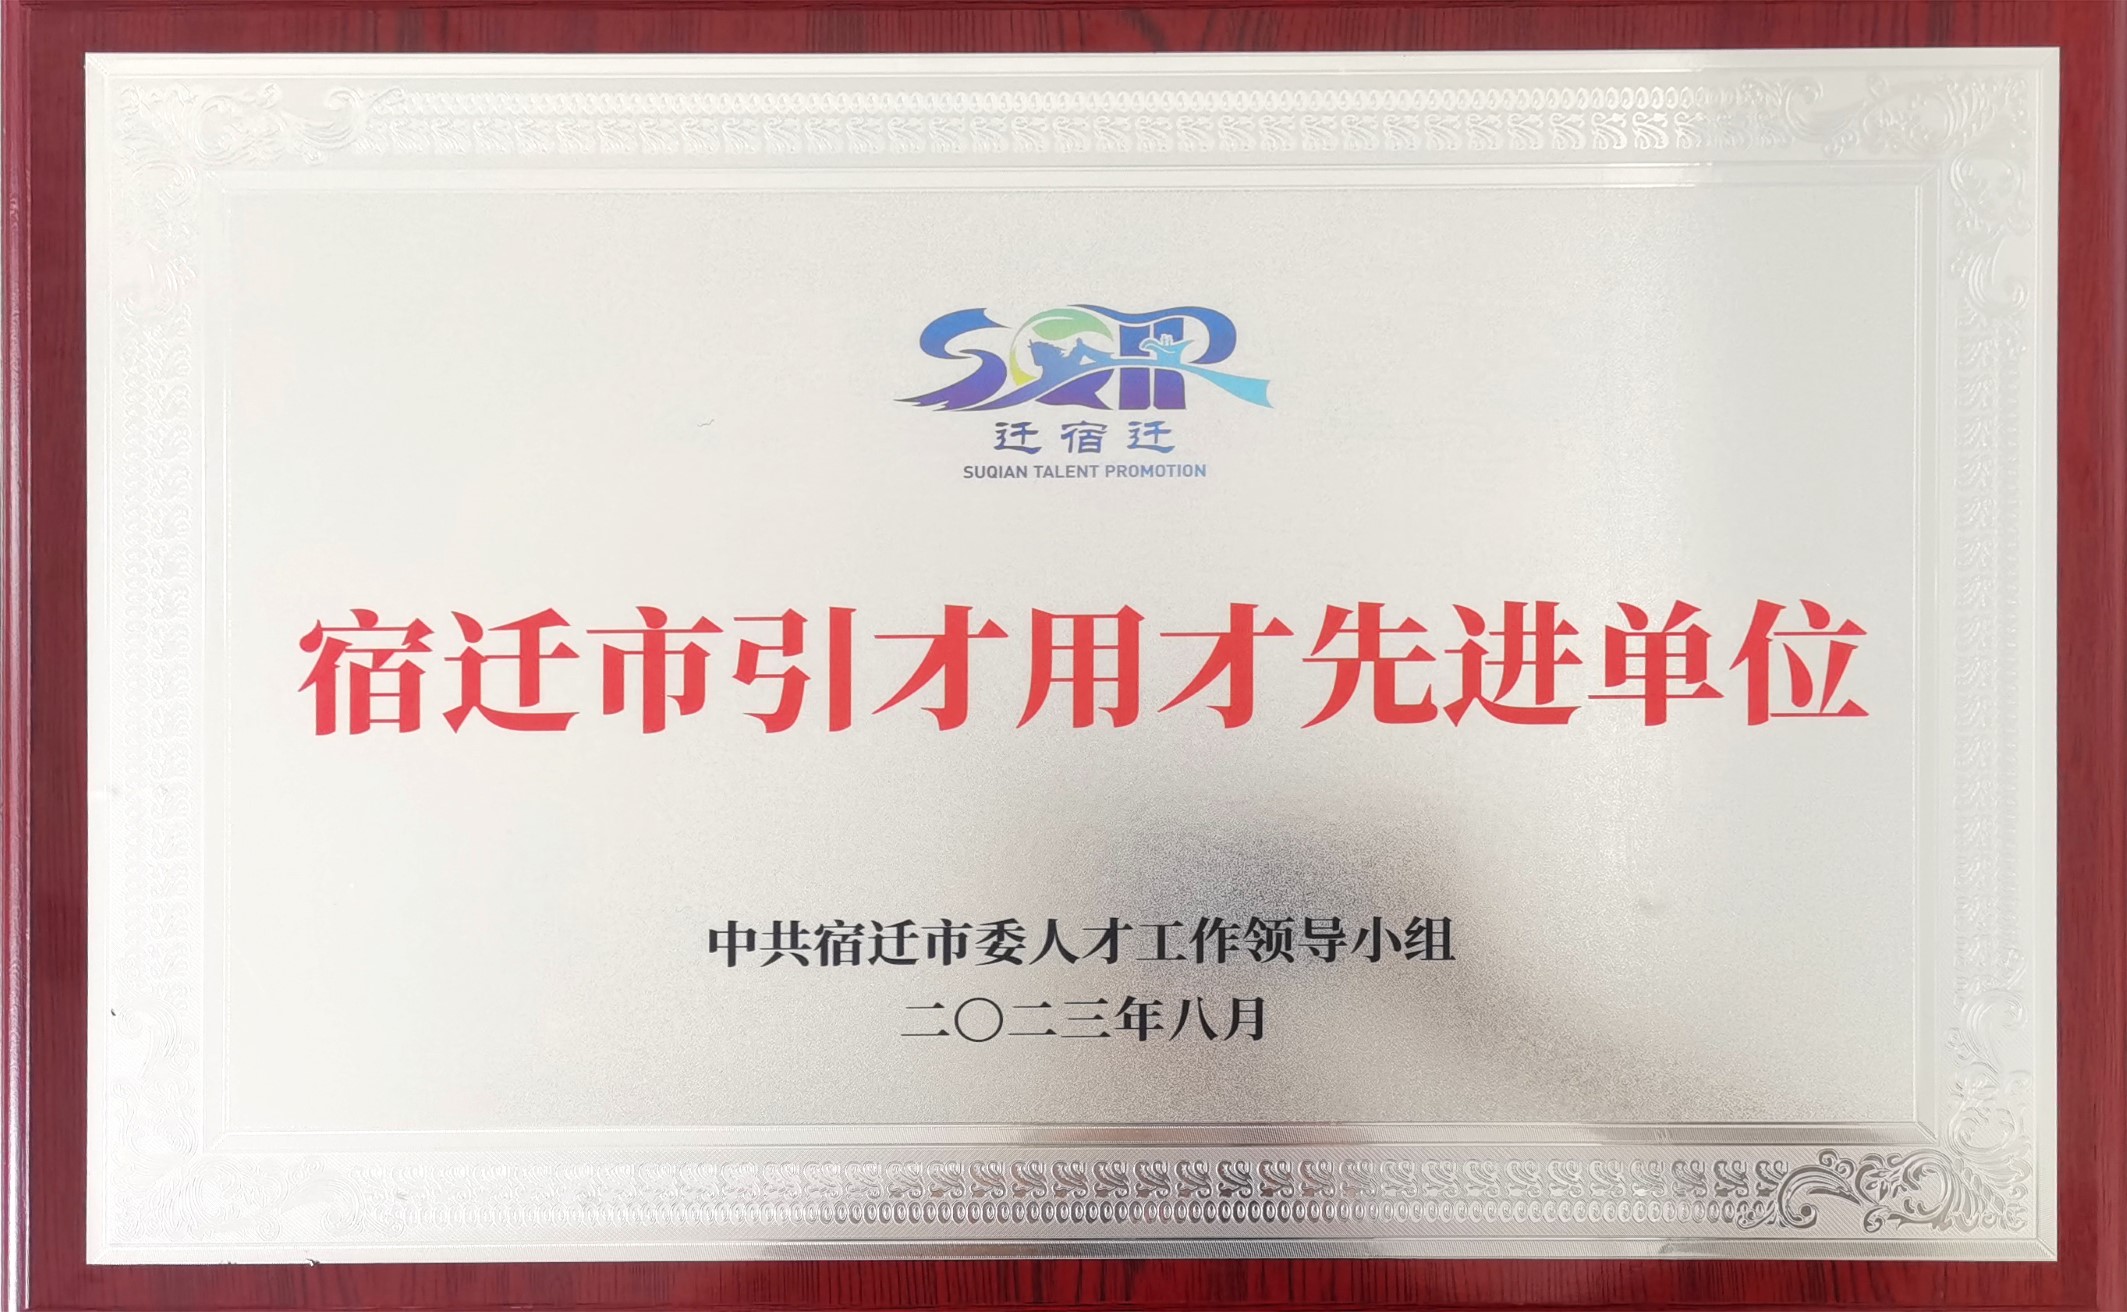 SQR
迁宿迁
SUQIAN TALENT PROMOTION
宿迁市引才用才先进单位
中共宿迁市委人才工作领导小组
二〇二三年八月